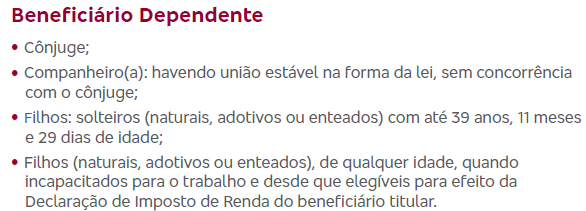 Beneficiário Dependente
• Cônjuge;
• Companheiro(a): havendo união estável na forma da lei, sem concorrência
com o cônjuge;
• Filhos: solteiros (naturais, adotivos ou enteados) com até 39 anos, 11 meses
e 29 dias de idade;
• Filhos (naturais, adotivos ou enteados), de qualquer idade, quando
incapacitados para o trabalho e desde que elegíveis para efeito da
Declaração de Imposto de Renda do beneficiário titular.